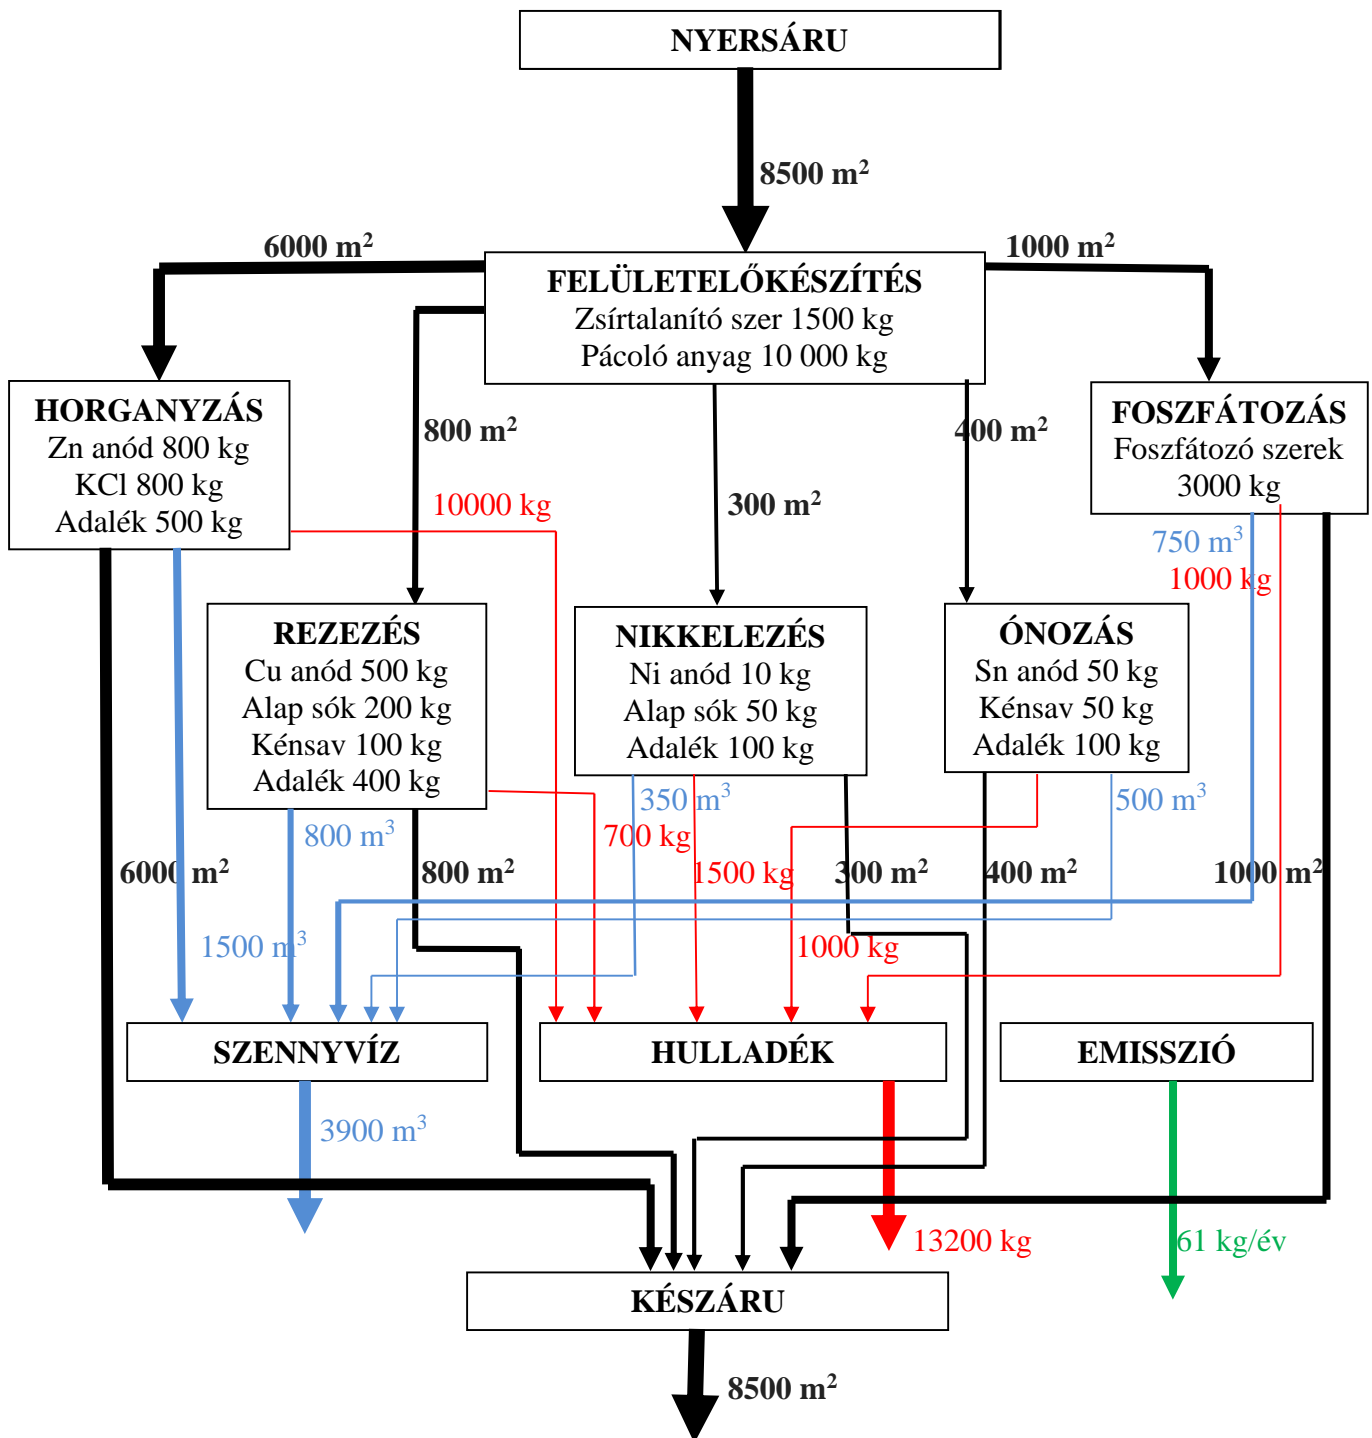 NYERSÁRU
8500 m²
6000 m²
1000 m²
FELÜLETELŐKÉSZÍTÉS
Zsírtalanító szer 1500 kg
Pácoló anyag 10 000 kg
HORGANYZÁS
Zn anód 800 kg
KCl 800 kg
Adalék 500 kg
800 m²
400 m²
FOSZFÁTOZÁS
Foszfátozó szerek
3000 kg
10000 kg
300 m²
750 m³
1000 kg
REZEZÉS
Cu anód 500 kg
Alap sók 200 kg
Kénsav 100 kg
Adalék 400 kg
NIKKELEZÉS
Ni anód 10 kg
Alap sók 50 kg
Adalék 100 kg
ÓNOZÁS
Sn anód 50 kg
Kénsav 50 kg
Adalék 100 kg
350 m³
500 m³
800 m³
700 kg
6000 m²
800 m²
1500 kg
300 m²
400 m²
1000 m²
1500 m³
1000 kg
SZENNYVÍZ
HULLADÉK
EMISSZIÓ
3900 m³
13200 kg
61 kg/év
KÉSZÁRU
8500 m²